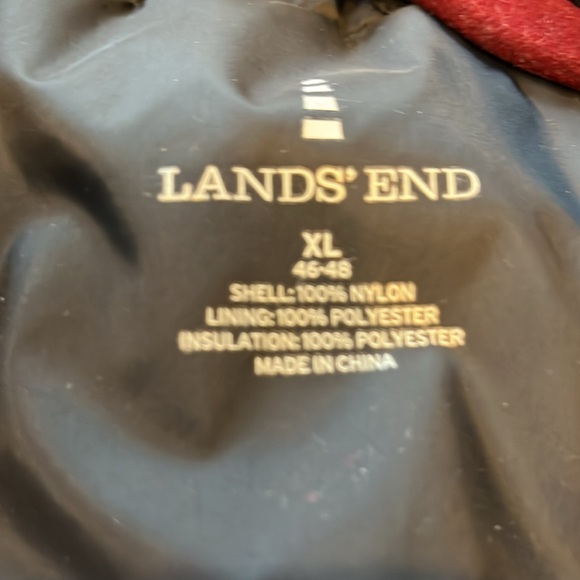 LANDS' END
XL
46-48
SHELL: 100% NYLON
LINING: 100% POLYESTER
INSULATION: 100% POLYESTER
MADE IN CHINA